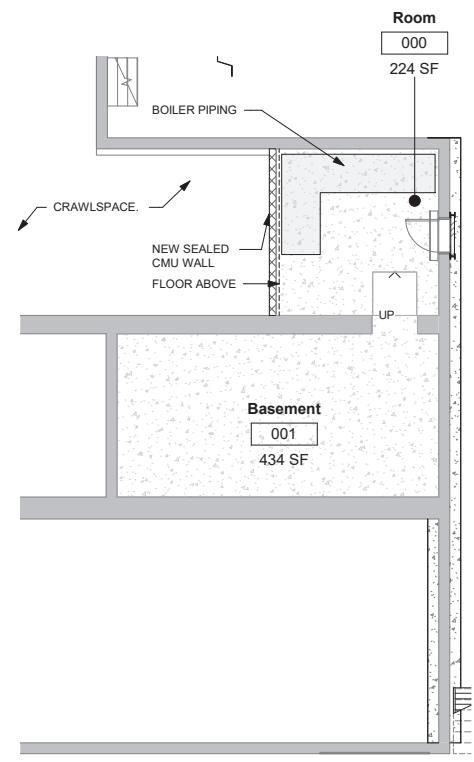 Room
000
224 SF
BOILER PIPING
CRAWLSPACE.
NEW SEALED
CMU WALL
FLOOR ABOVE
UP
Basement
001
434 SF